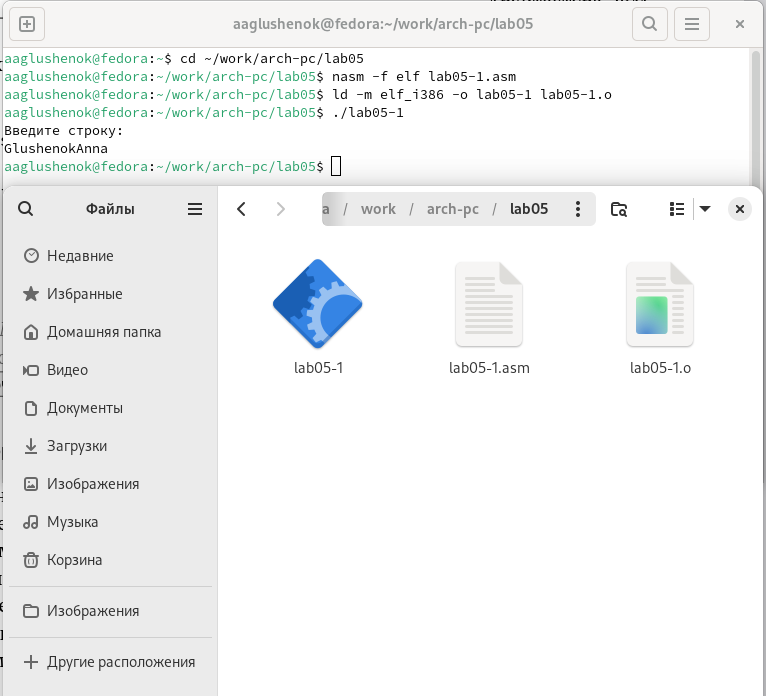 aaglushenok@fedora:~/work/arch-pc/lab05
aaglushenok@fedora:~$ cd ~/work/arch-pc/lab05
aaglushenok@fedora:~/work/arch-pc/lab05$ nasm -f elf lab05-1.asm
aaglushenok@fedora:~/work/arch-pc/lab05$ ld -m elf_i386 -o lab05-1 lab05-1.o
aaglushenok@fedora:~/work/arch-pc/lab05$ ./lab05-1
Введите строку:
GlushenokAnna
aaglushenok@fedora:~/work/arch-pc/lab05$
Файлы
a / work / arch-pc / lab05
Недавние
Избранные
Домашняя папка
Видео
Документы
Загрузки
Изображения
Музыка
Корзина
Изображения
Другие расположения
lab05-1
lab05-1.asm
lab05-1.o